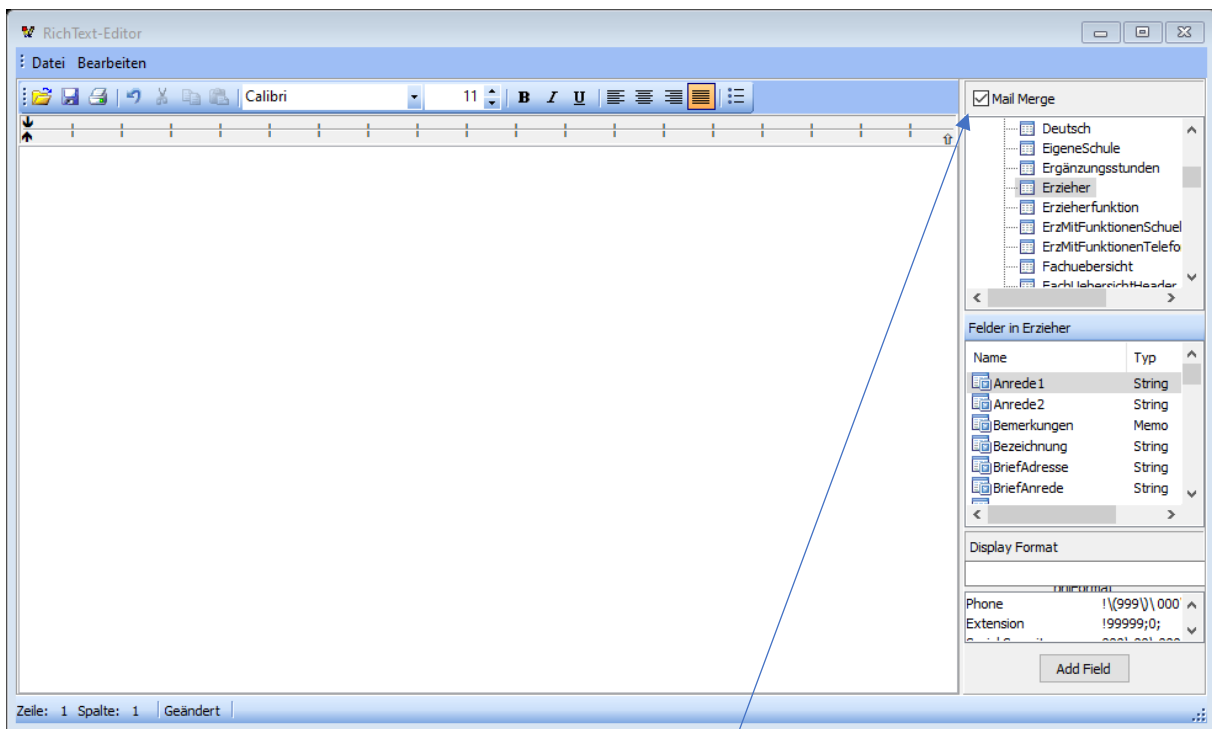 RichText-Editor
Datei Bearbeiten
Calibri 11 B I U
Mail Merge
Deutsch
EigeneSchule
Ergänzungsstunden
Erzieher
Erzieherfunktion
ErzMitFunktionenSchuel
ErzMitFunktionenTelefo
Fachuebersicht
FachUebersichtHeader
Felder in Erzieher
Name Typ
Anrede1 String
Anrede2 String
Bemerkungen Memo
Bezeichnung String
BriefAdresse String
BriefAnrede String
Display Format
Phone !\(999\)\ 000
Extension !99999;0;
Add Field
Zeile: 1 Spalte: 1 Geändert